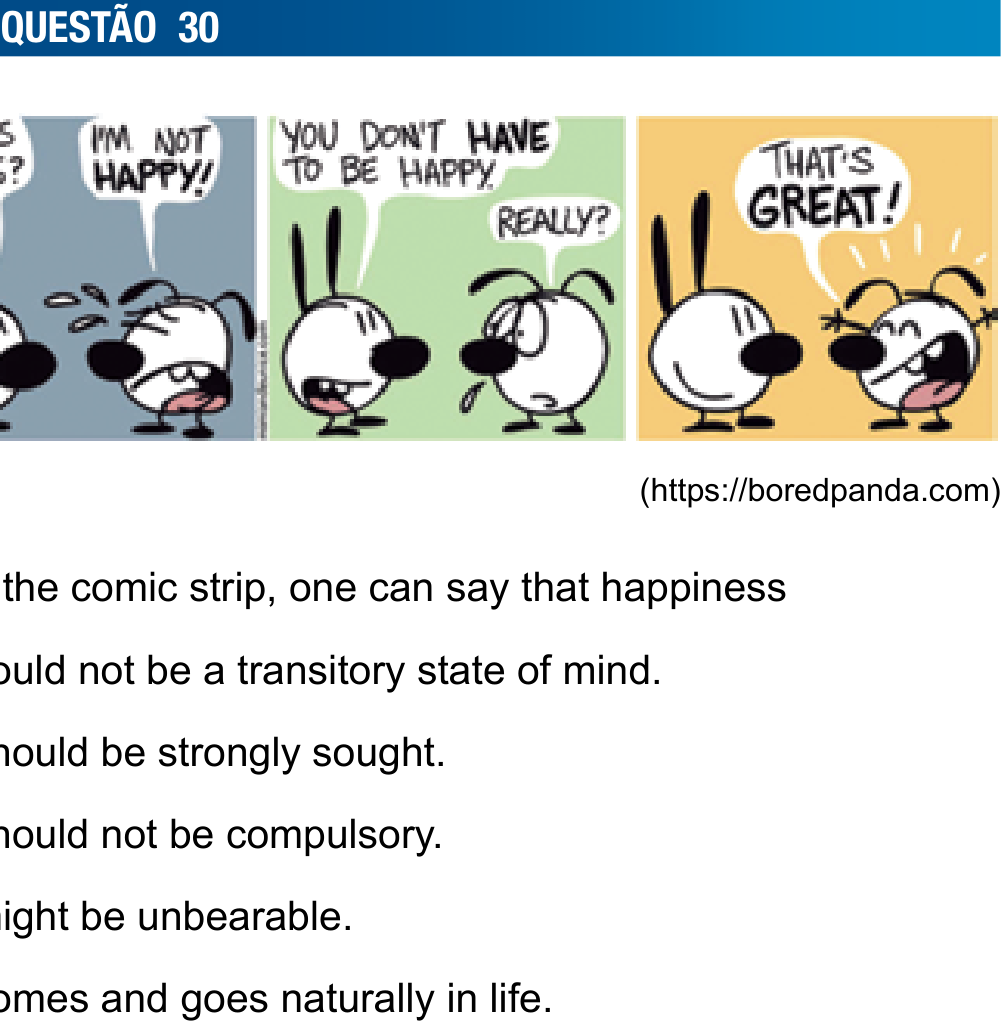 QUESTÃO 30
I'M NOT
HAPPY!
YOU DON'T HAVE
TO BE HAPPY.
REALLY?
THAT'S
GREAT!
(https://boredpanda.com)
the comic strip, one can say that happiness
ould not be a transitory state of mind.
hould be strongly sought.
hould not be compulsory.
ight be unbearable.
omes and goes naturally in life.